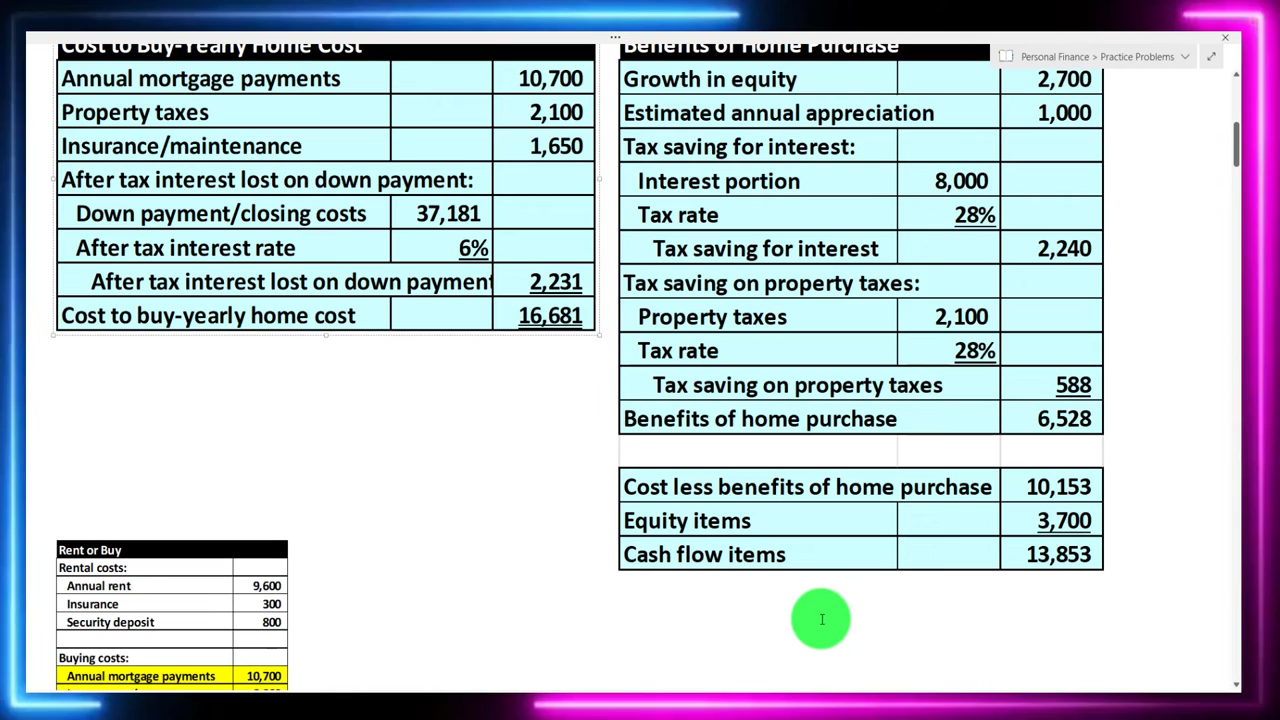 Cost to Buy-Yearly Home Cost
Annual mortgage payments 10,700
Property taxes 2,100
Insurance/maintenance 1,650
After tax interest lost on down payment:
Down payment/closing costs 37,181
After tax interest rate 6%
After tax interest lost on down payment 2,231
Cost to buy-yearly home cost 16,681
Benefits of Home Purchase
Personal Finance > Practice Problems
Growth in equity 2,700
Estimated annual appreciation 1,000
Tax saving for interest:
Interest portion 8,000
Tax rate 28%
Tax saving for interest 2,240
Tax saving on property taxes:
Property taxes 2,100
Tax rate 28%
Tax saving on property taxes 588
Benefits of home purchase 6,528
Cost less benefits of home purchase 10,153
Equity items 3,700
Cash flow items 13,853
Rent or Buy
Rental costs:
Annual rent 9,600
Insurance 300
Security deposit 800
Buying costs:
Annual mortgage payments 10,700